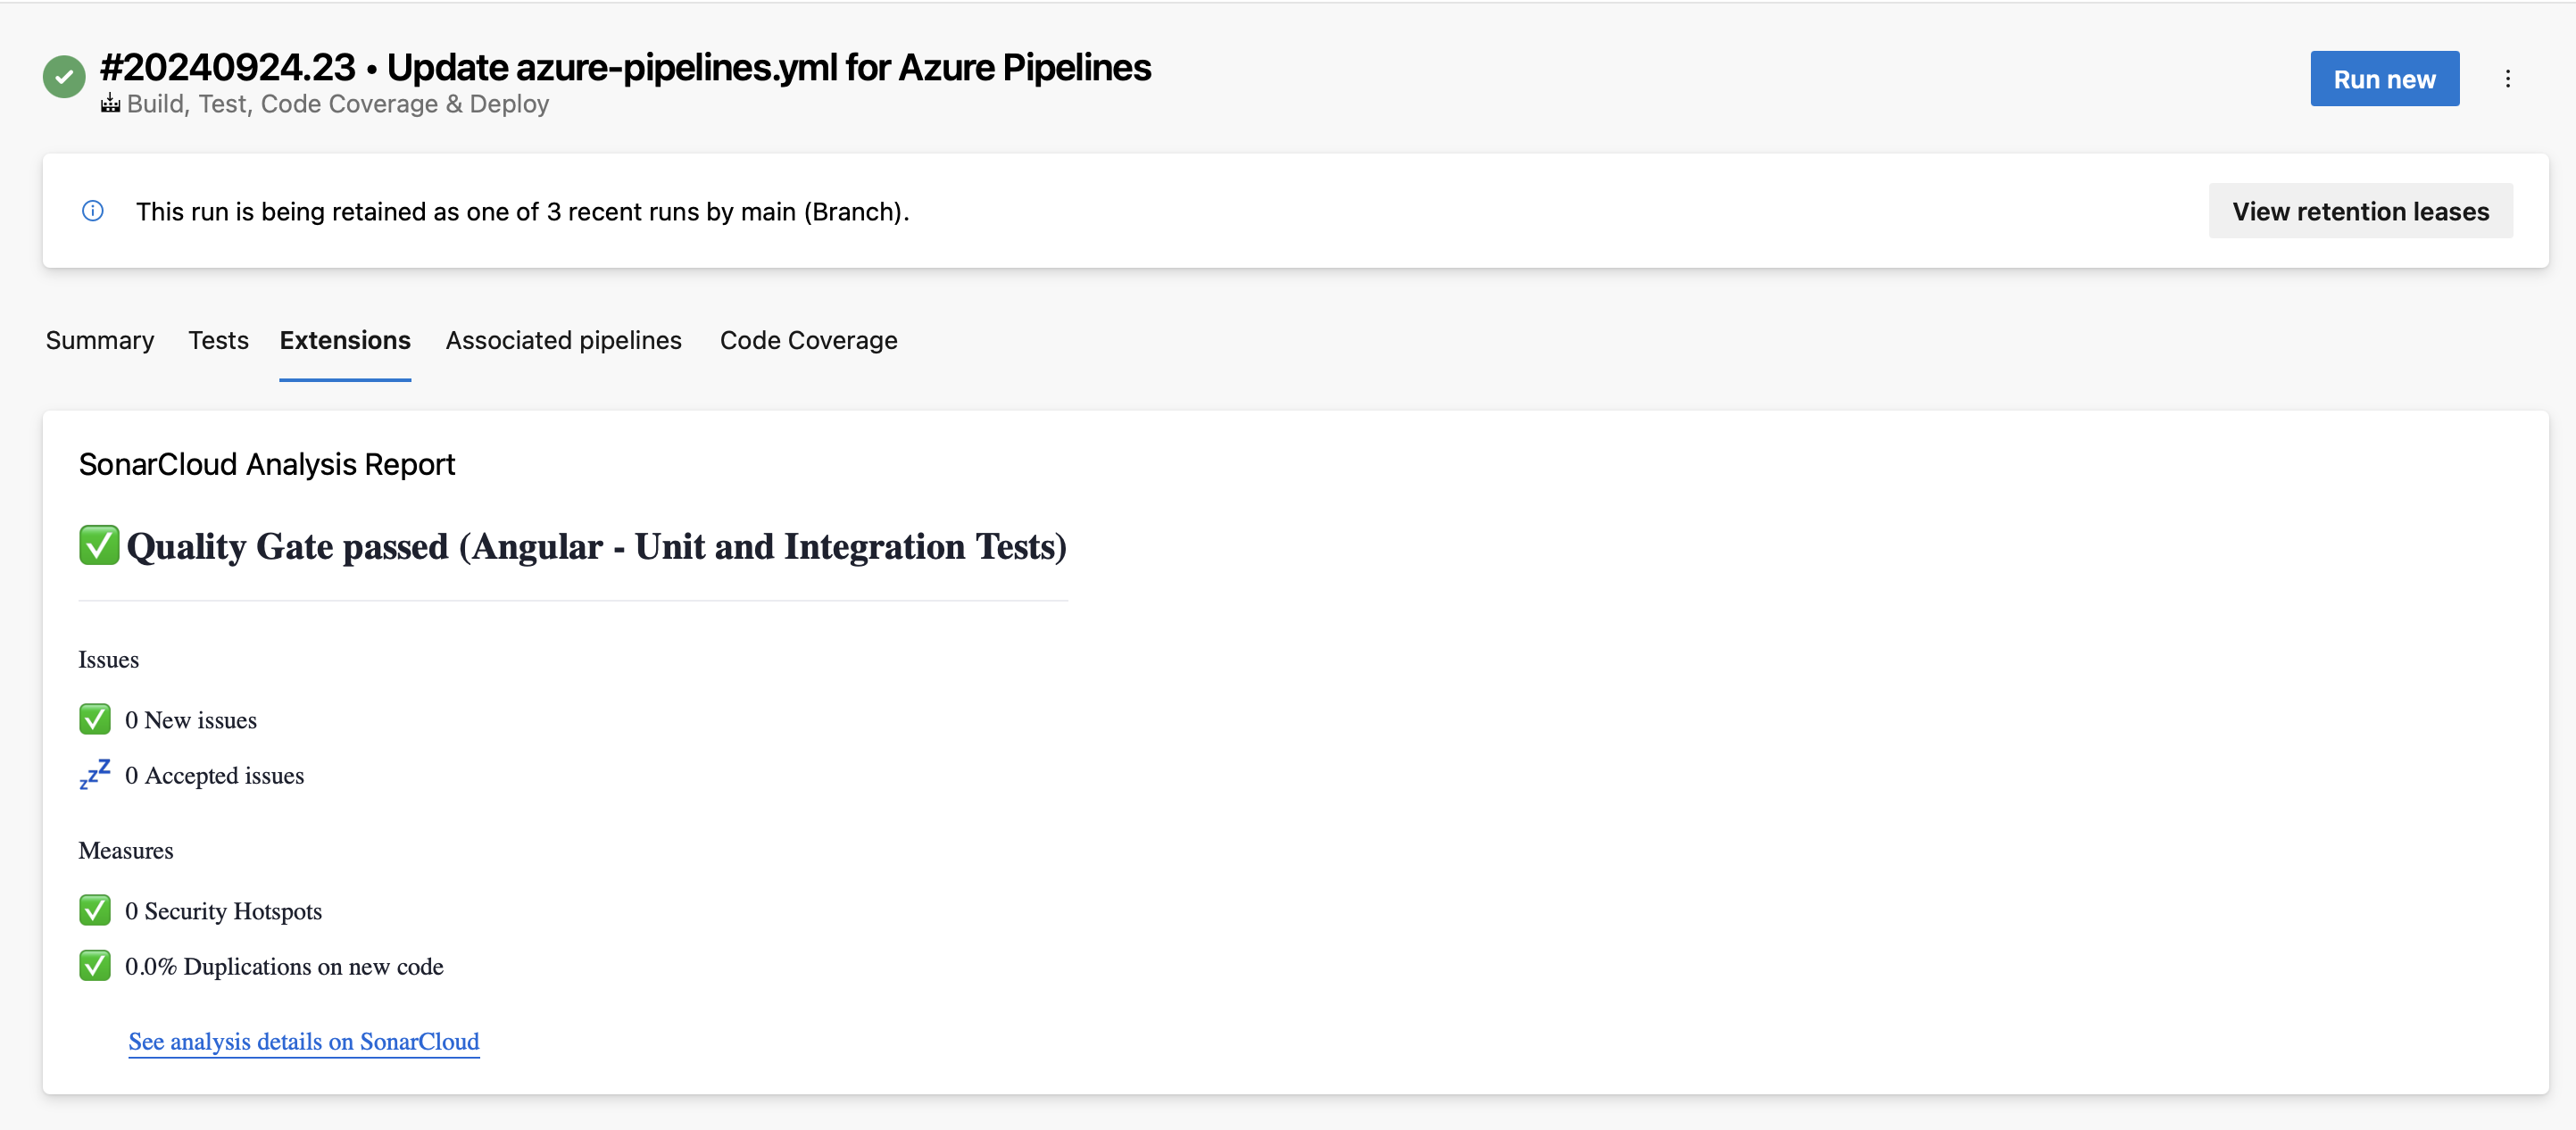 #20240924.23 • Update azure-pipelines.yml for Azure Pipelines
Build, Test, Code Coverage & Deploy
Run new
This run is being retained as one of 3 recent runs by main (Branch).
View retention leases
Summary Tests Extensions Associated pipelines Code Coverage
SonarCloud Analysis Report
✅ Quality Gate passed (Angular - Unit and Integration Tests)
Issues
✅ 0 New issues
💤 0 Accepted issues
Measures
✅ 0 Security Hotspots
✅ 0.0% Duplications on new code
See analysis details on SonarCloud